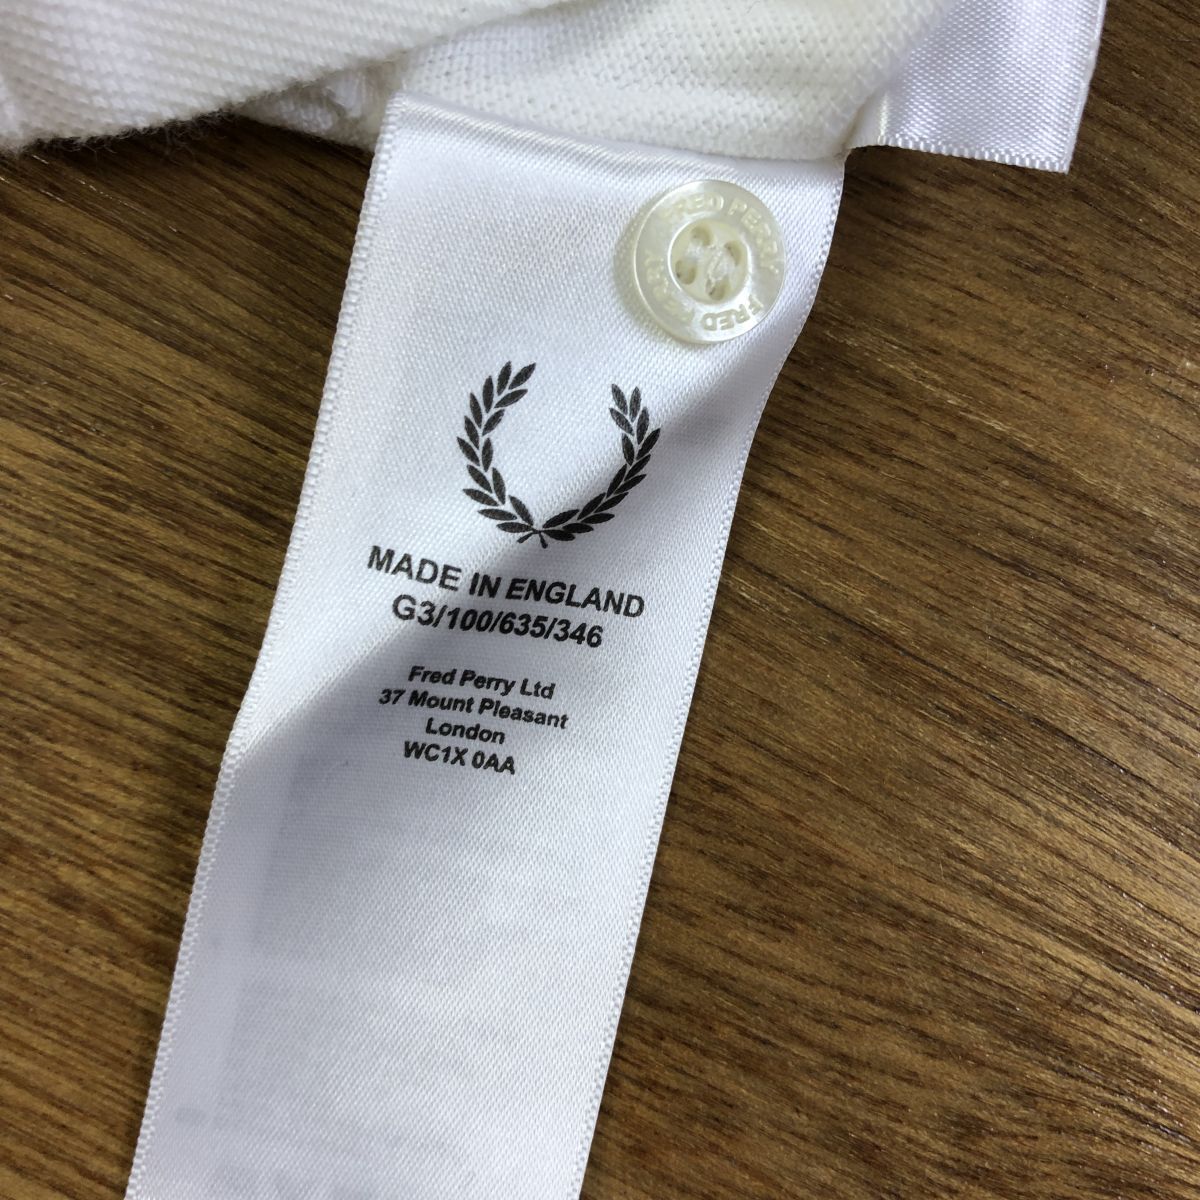 FRED PERRY
FRED PERRY
MADE IN ENGLAND
G3/100/635/346
Fred Perry Ltd
37 Mount Pleasant
London
WC1X 0AA